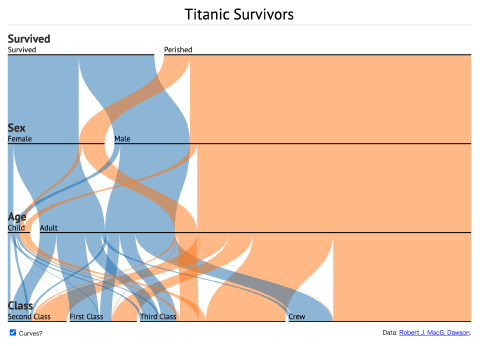 Titanic Survivors
Survived
Survived Perished
Sex
Female Male
Age
Child Adult
Class
Second Class First Class Third Class Crew
Curves? Data: Robert J. MacG. Dawson.